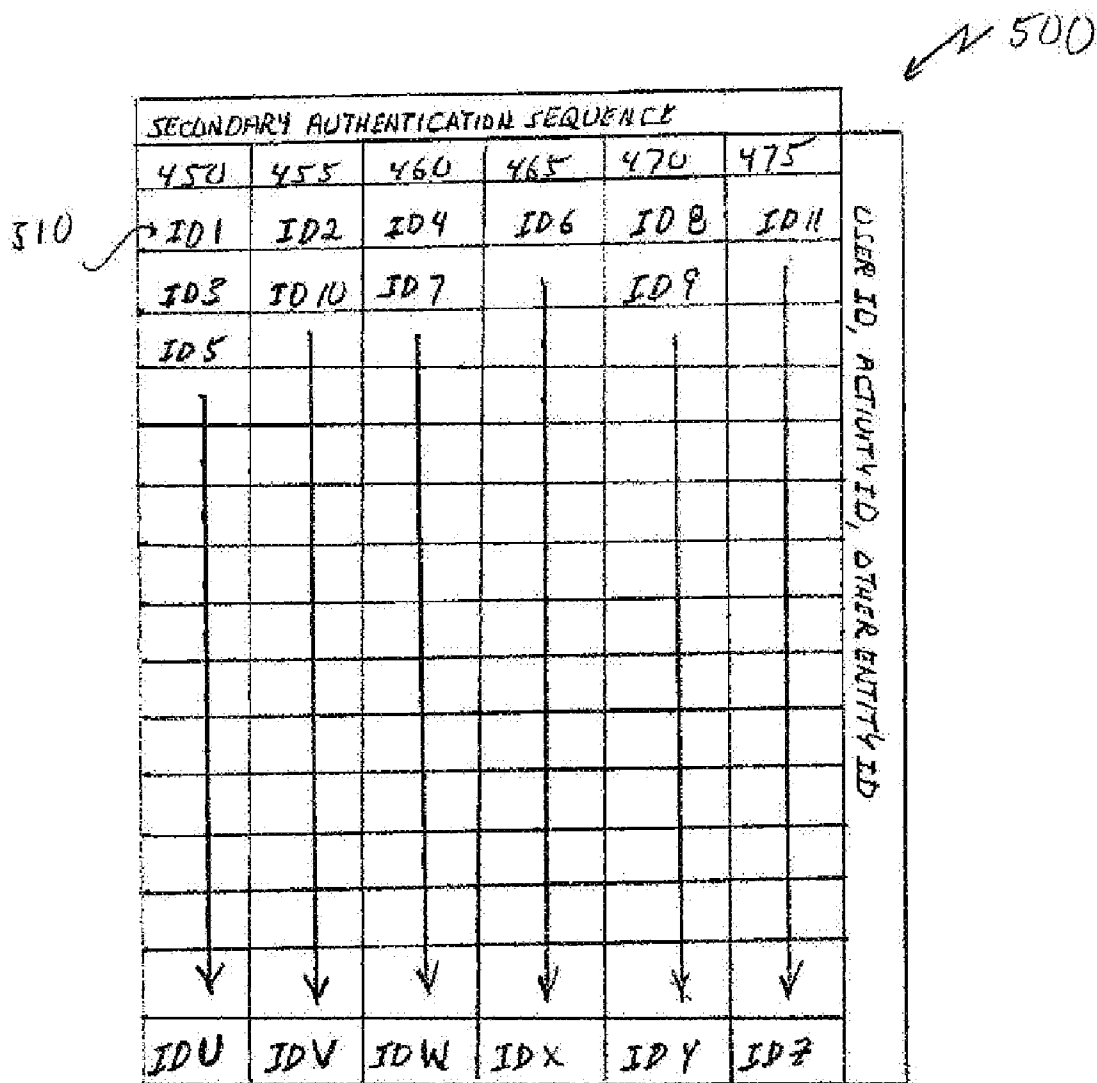 500
SECONDARY AUTHENTICATION SEQUENCE
450 455 460 465 470 475
510
ID1 ID2 ID4 ID6 ID8 ID11
ID3 ID10 ID7 ID9
ID5
IDU IDV IDW IDX IDY IDZ
USER ID, ACTIVITY ID, OTHER ENTITY ID